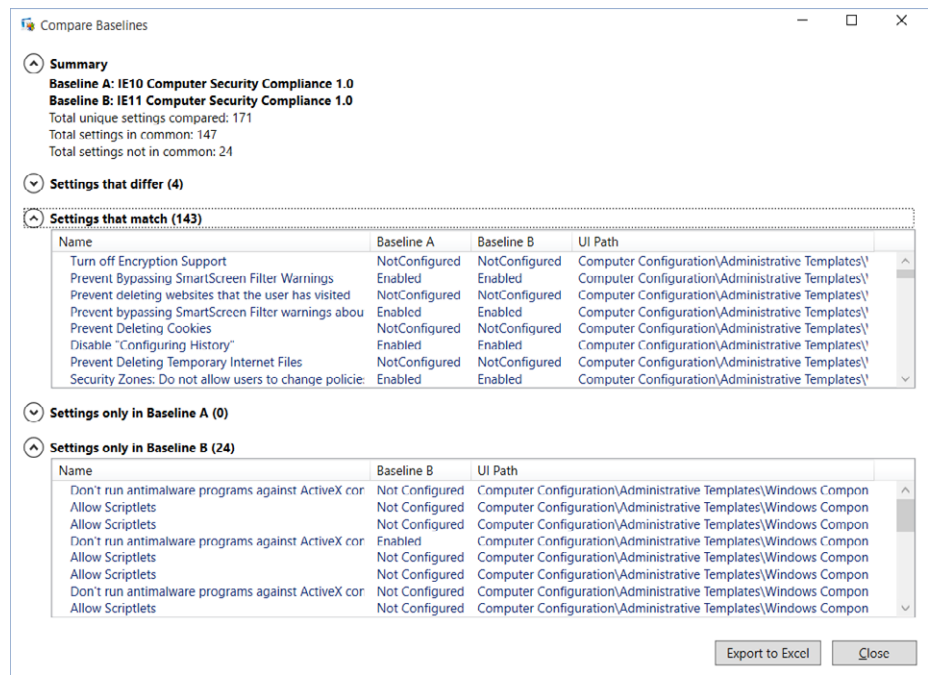 Compare Baselines
Summary
Baseline A: IE10 Computer Security Compliance 1.0
Baseline B: IE11 Computer Security Compliance 1.0
Total unique settings compared: 171
Total settings in common: 147
Total settings not in common: 24
Settings that differ (4)
Settings that match (143)
Name Baseline A Baseline B UI Path
Turn off Encryption Support NotConfigured NotConfigured Computer Configuration\Administrative Templates\'
Prevent Bypassing SmartScreen Filter Warnings Enabled Enabled Computer Configuration\Administrative Templates\'
Prevent deleting websites that the user has visited NotConfigured NotConfigured Computer Configuration\Administrative Templates\'
Prevent bypassing SmartScreen Filter warnings abou Enabled Enabled Computer Configuration\Administrative Templates\'
Prevent Deleting Cookies NotConfigured NotConfigured Computer Configuration\Administrative Templates\'
Disable "Configuring History" Enabled Enabled Computer Configuration\Administrative Templates\'
Prevent Deleting Temporary Internet Files NotConfigured NotConfigured Computer Configuration\Administrative Templates\'
Security Zones: Do not allow users to change policie: Enabled Enabled Computer Configuration\Administrative Templates\'
Settings only in Baseline A (0)
Settings only in Baseline B (24)
Name Baseline B UI Path
Don't run antimalware programs against ActiveX con Not Configured Computer Configuration\Administrative Templates\Windows Compon
Allow Scriptlets Not Configured Computer Configuration\Administrative Templates\Windows Compon
Allow Scriptlets Not Configured Computer Configuration\Administrative Templates\Windows Compon
Don't run antimalware programs against ActiveX con Enabled Computer Configuration\Administrative Templates\Windows Compon
Allow Scriptlets Not Configured Computer Configuration\Administrative Templates\Windows Compon
Allow Scriptlets Not Configured Computer Configuration\Administrative Templates\Windows Compon
Don't run antimalware programs against ActiveX con Not Configured Computer Configuration\Administrative Templates\Windows Compon
Allow Scriptlets Not Configured Computer Configuration\Administrative Templates\Windows Compon
Export to Excel Close